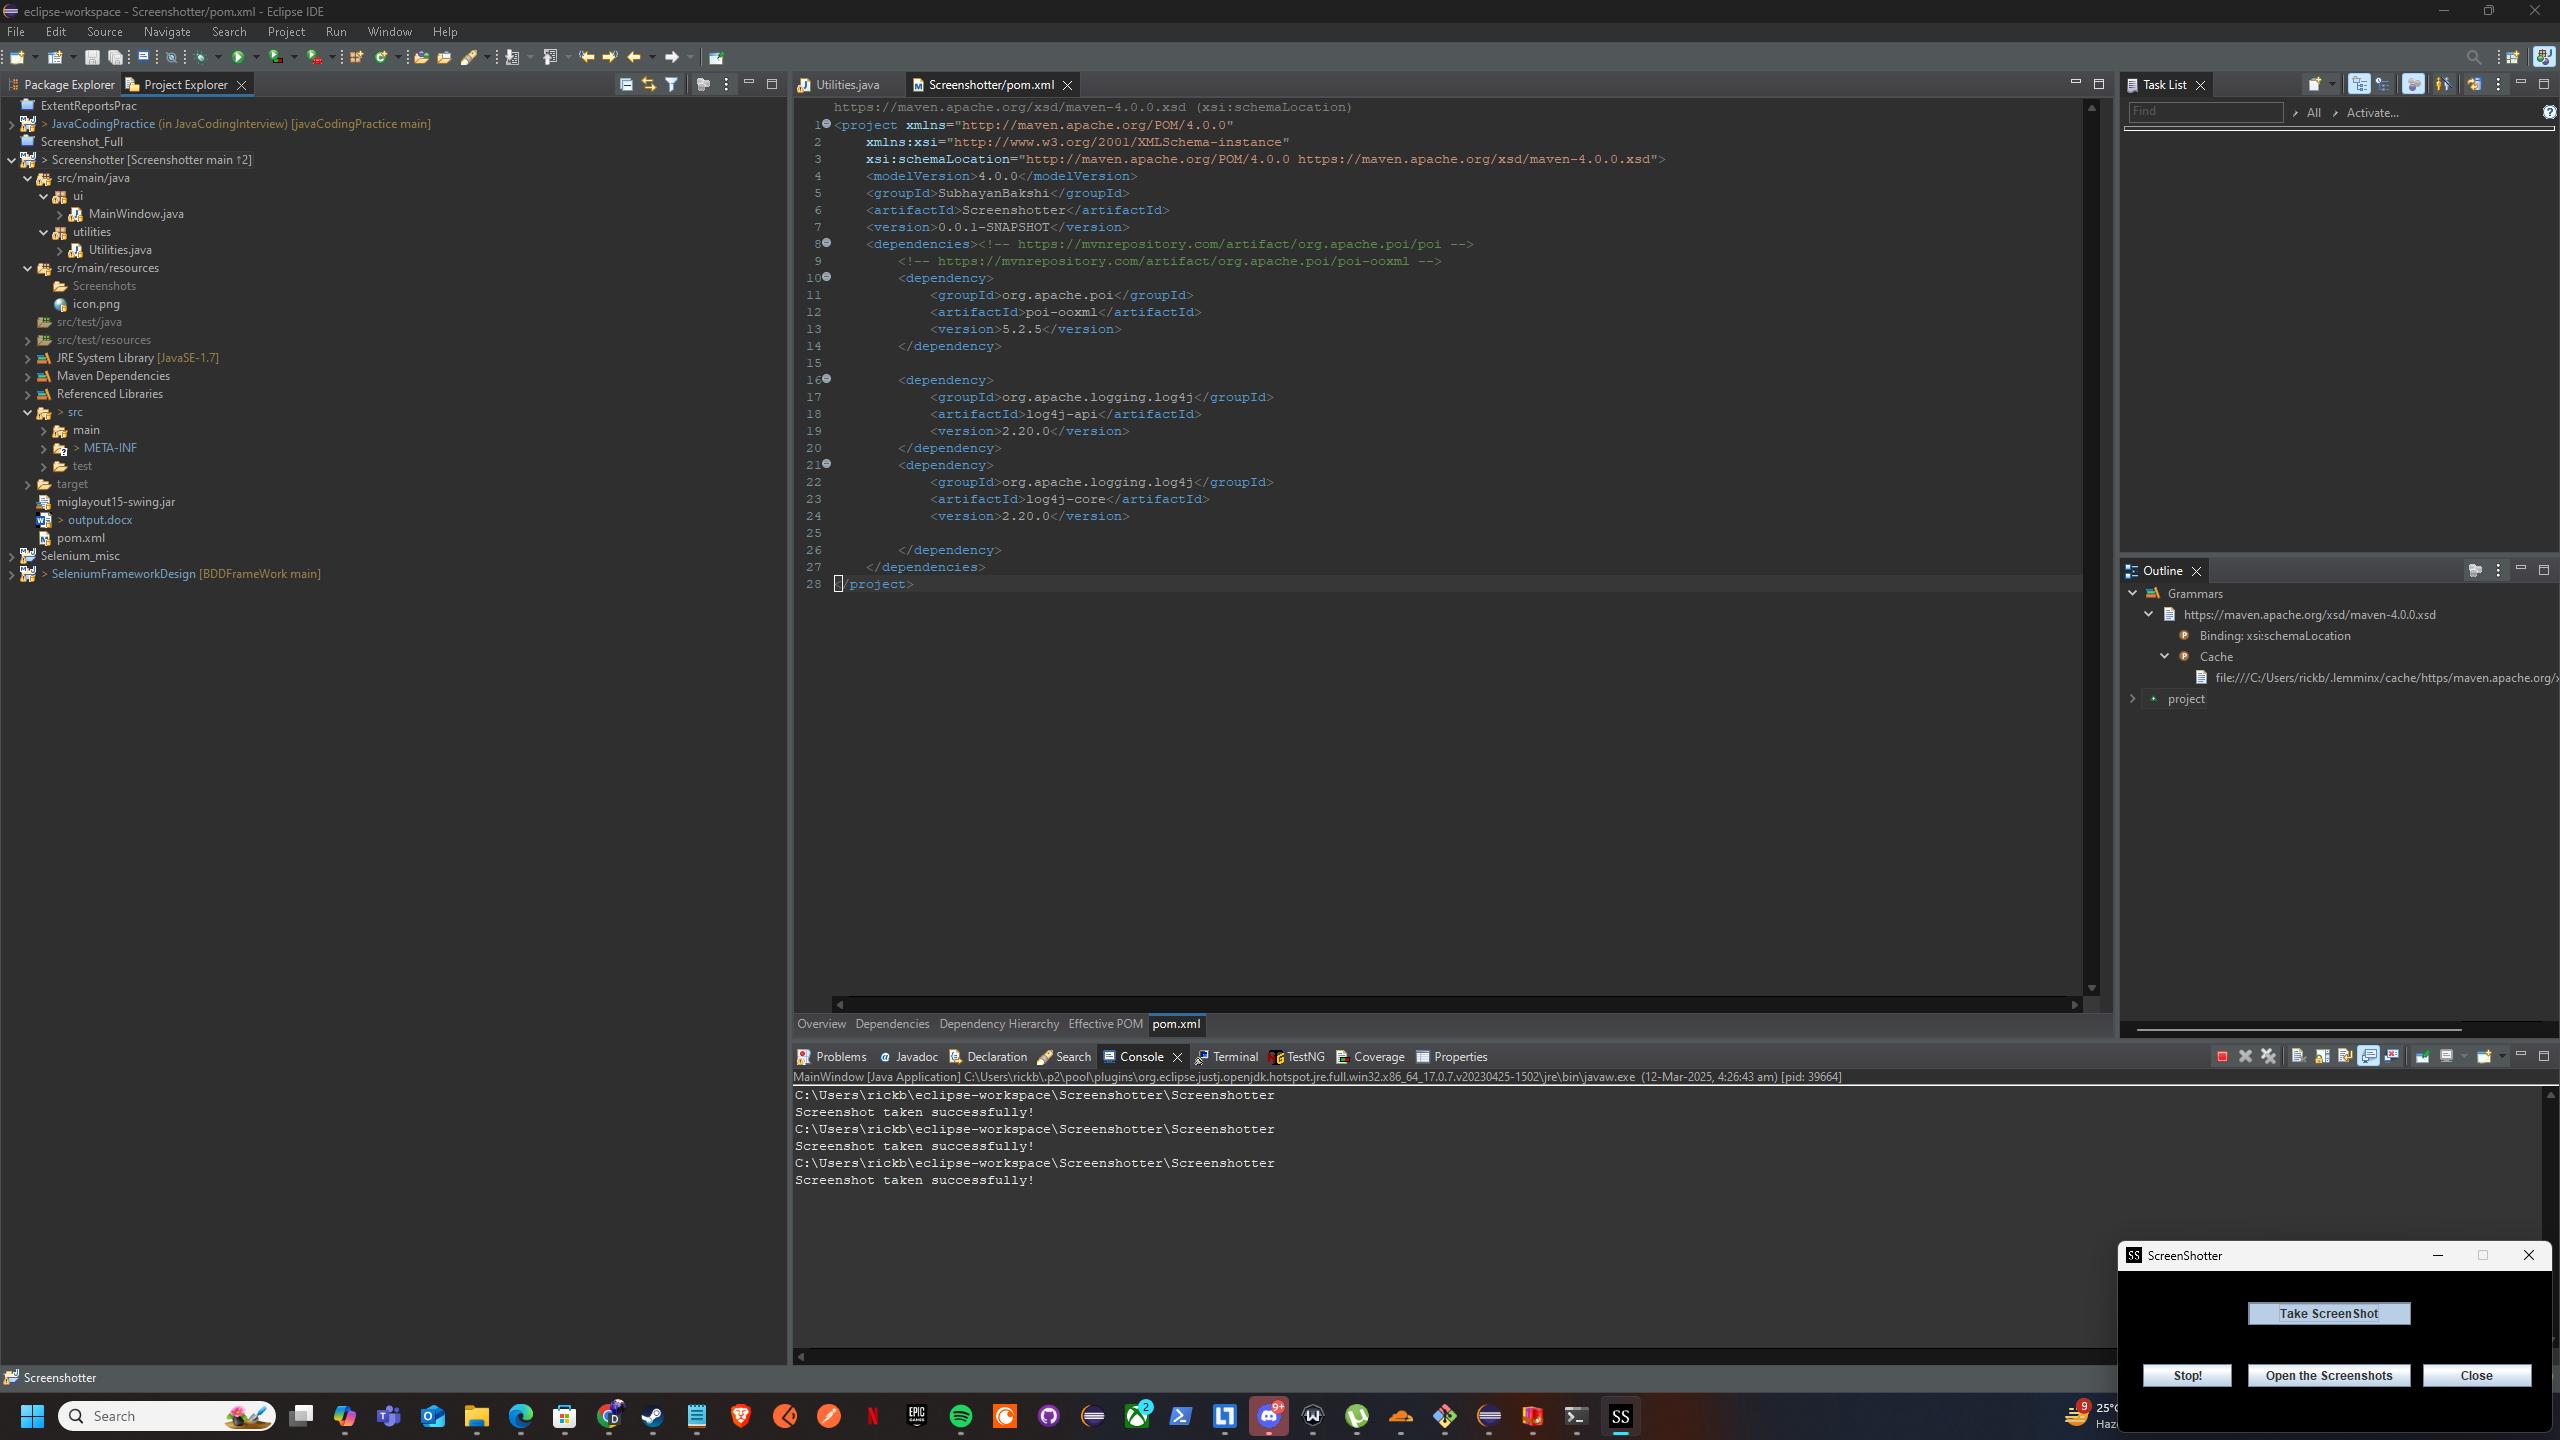 eclipse-workspace - Screenshotter/pom.xml - Eclipse IDE
File Edit Source Navigate Search Project Run Window Help
Package Explorer Project Explorer
ExtentReportsPrac
> JavaCodingPractice (in JavaCodingInterview) [javaCodingPractice main]
Screenshot_Full
> Screenshotter [Screenshotter main ↑2]
src/main/java
ui
MainWindow.java
utilities
Utilities.java
src/main/resources
Screenshots
icon.png
src/test/java
src/test/resources
JRE System Library [JavaSE-1.7]
Maven Dependencies
Referenced Libraries
> src
main
> META-INF
test
target
miglayout15-swing.jar
> output.docx
pom.xml
Selenium_misc
> SeleniumFrameworkDesign [BDDFrameWork main]
Utilities.java Screenshotter/pom.xml
https://maven.apache.org/xsd/maven-4.0.0.xsd (xsi:schemaLocation)
1 <project xmlns="http://maven.apache.org/POM/4.0.0"
2 xmlns:xsi="http://www.w3.org/2001/XMLSchema-instance"
3 xsi:schemaLocation="http://maven.apache.org/POM/4.0.0 https://maven.apache.org/xsd/maven-4.0.0.xsd">
4 <modelVersion>4.0.0</modelVersion>
5 <groupId>SubhayanBakshi</groupId>
6 <artifactId>Screenshotter</artifactId>
7 <version>0.0.1-SNAPSHOT</version>
8 <dependencies><!-- https://mvnrepository.com/artifact/org.apache.poi/poi -->
9 <!-- https://mvnrepository.com/artifact/org.apache.poi/poi-ooxml -->
10 <dependency>
11 <groupId>org.apache.poi</groupId>
12 <artifactId>poi-ooxml</artifactId>
13 <version>5.2.5</version>
14 </dependency>
15
16 <dependency>
17 <groupId>org.apache.logging.log4j</groupId>
18 <artifactId>log4j-api</artifactId>
19 <version>2.20.0</version>
20 </dependency>
21 <dependency>
22 <groupId>org.apache.logging.log4j</groupId>
23 <artifactId>log4j-core</artifactId>
24 <version>2.20.0</version>
25
26 </dependency>
27 </dependencies>
28 </project>
Overview Dependencies Dependency Hierarchy Effective POM pom.xml
Problems Javadoc Declaration Search Console Terminal TestNG Coverage Properties
MainWindow [Java Application] C:\Users\rickb\.p2\pool\plugins\org.eclipse.justj.openjdk.hotspot.jre.full.win32.x86_64_17.0.7.v20230425-1502\jre\bin\javaw.exe (12-Mar-2025, 4:26:43 am) [pid: 39664]
C:\Users\rickb\eclipse-workspace\Screenshotter\Screenshotter
Screenshot taken successfully!
C:\Users\rickb\eclipse-workspace\Screenshotter\Screenshotter
Screenshot taken successfully!
C:\Users\rickb\eclipse-workspace\Screenshotter\Screenshotter
Screenshot taken successfully!
Task List
Find All Activate...
Outline
Grammars
https://maven.apache.org/xsd/maven-4.0.0.xsd
Binding: xsi:schemaLocation
Cache
file:///C:/Users/rickb/.lemminx/cache/https/maven.apache.org/x
project
SS ScreenShotter
Take ScreenShot
Stop! Open the Screenshots Close
Screenshotter
Search
EPIC GAMES
2
9+
SS
9
25°C
Haze